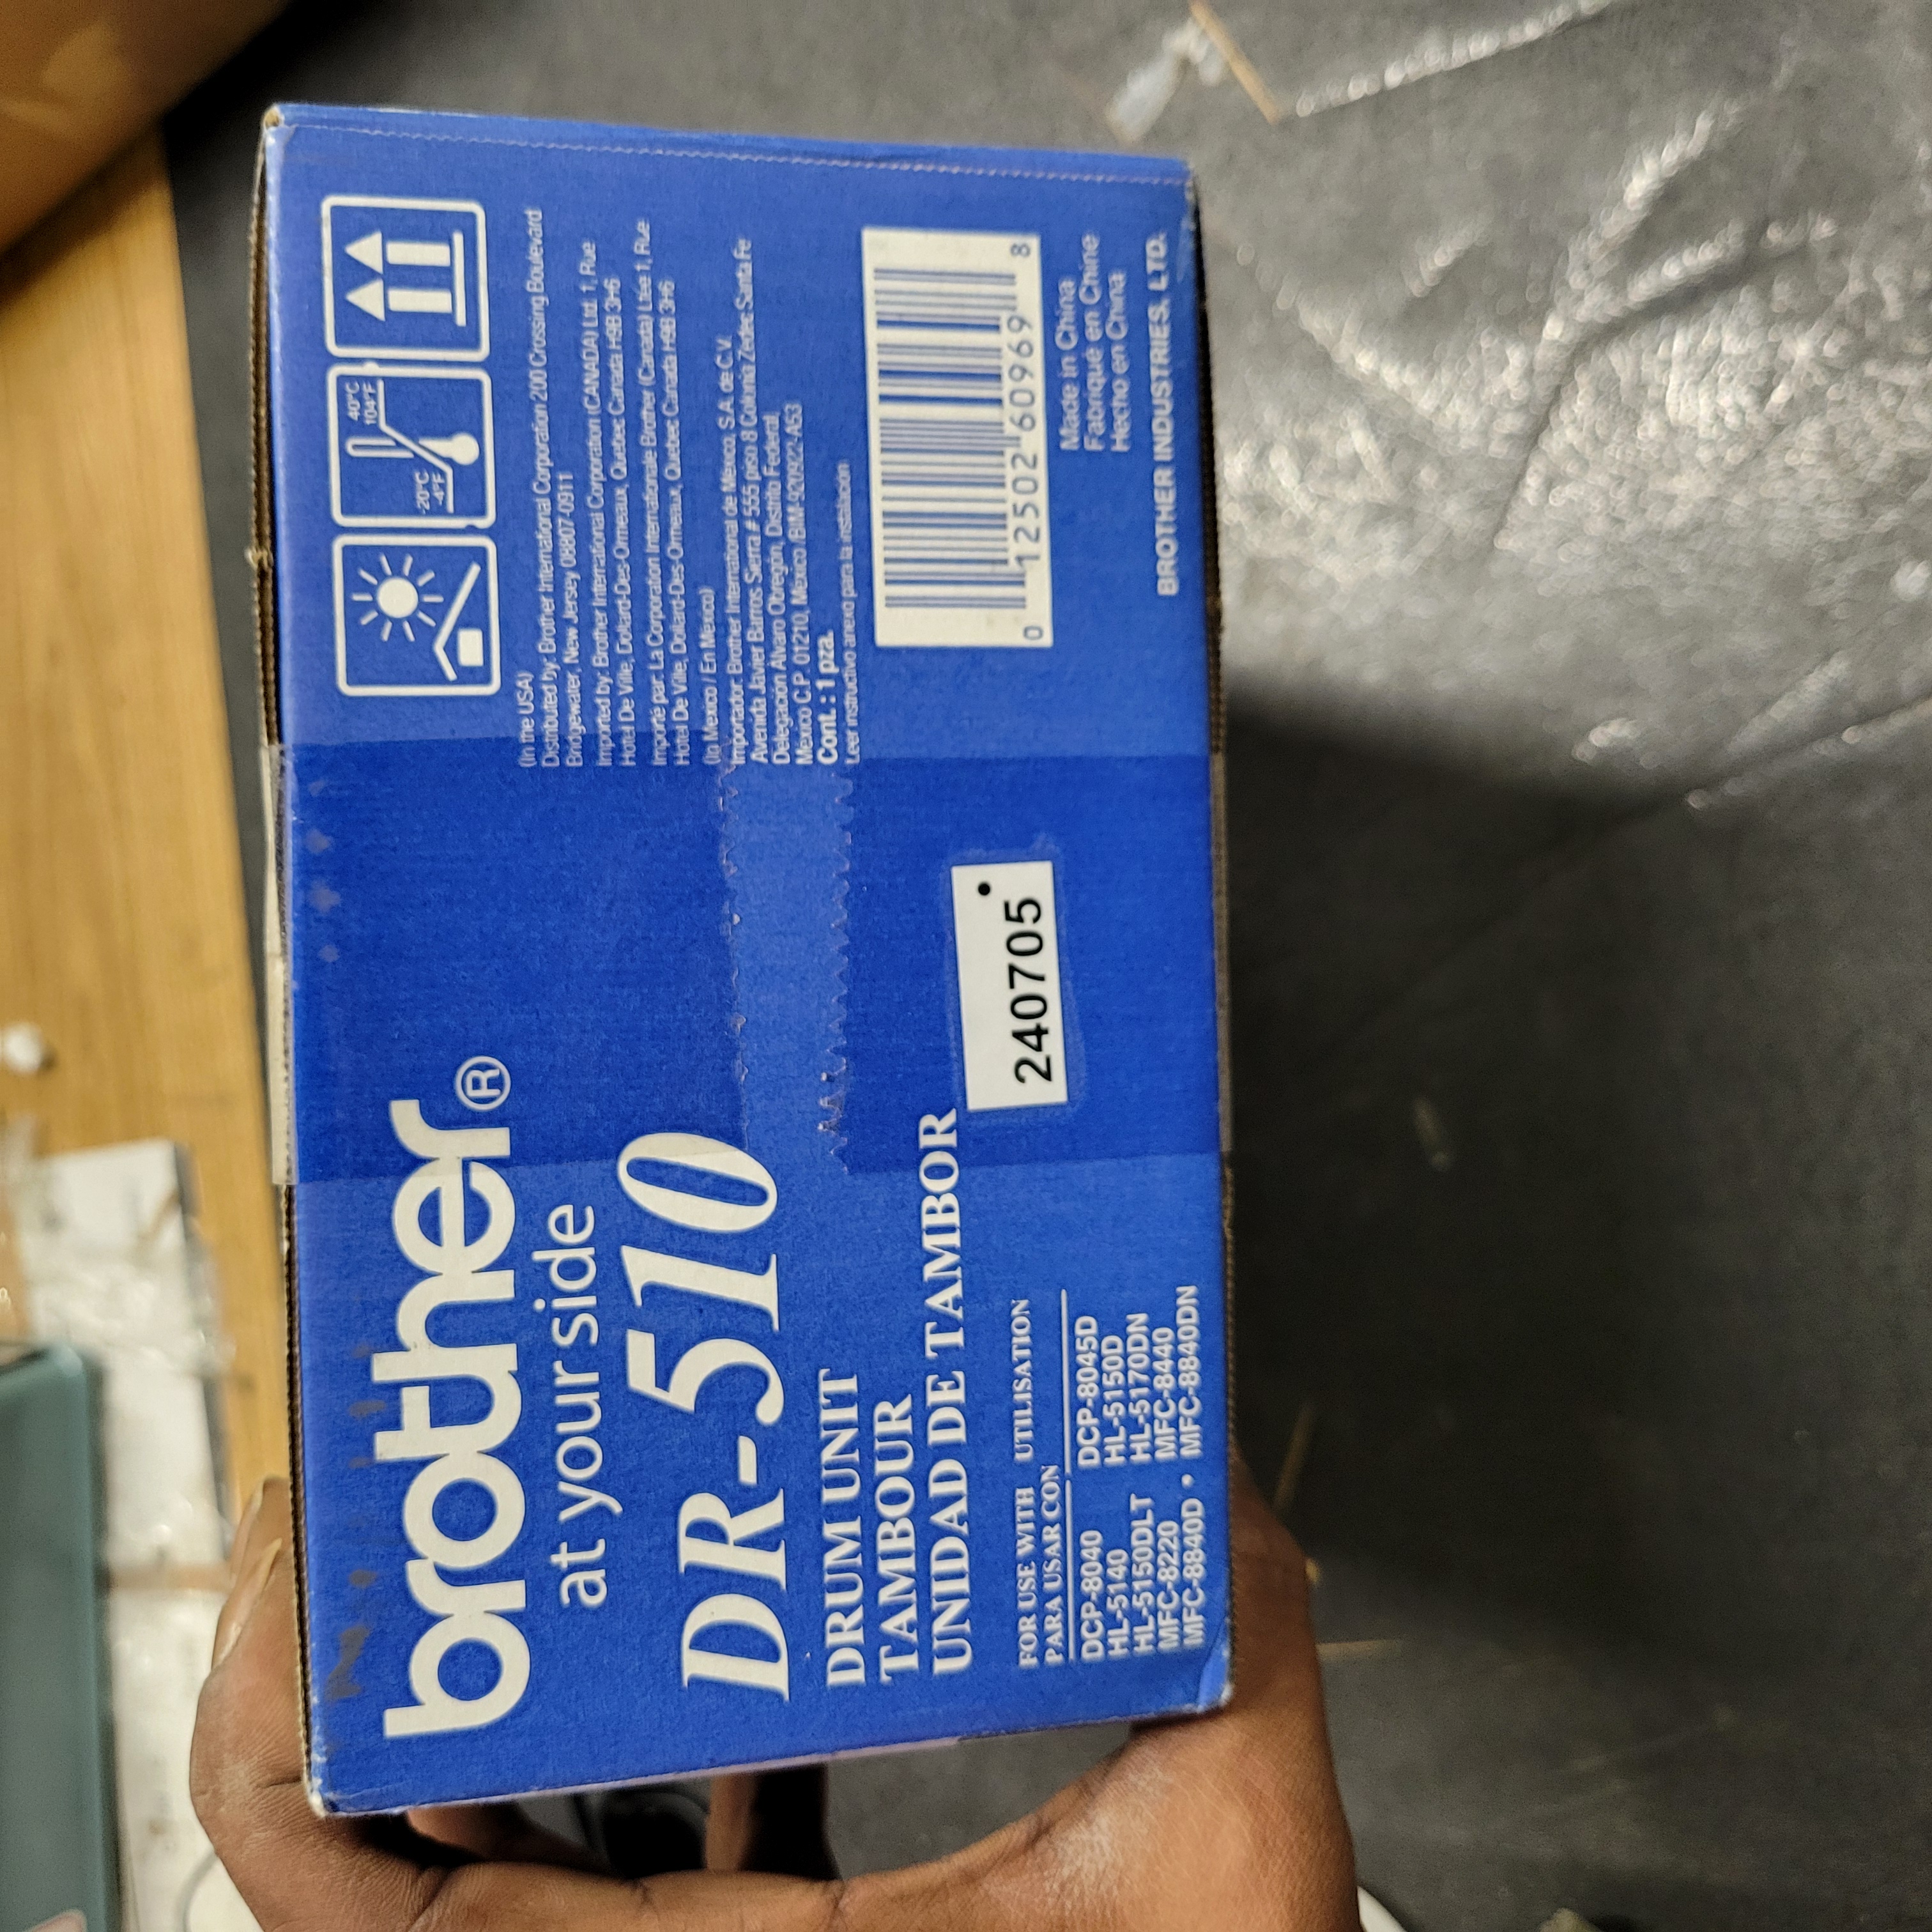 brother®
at your side
DR-510
DRUM UNIT
TAMBOUR
UNIDAD DE TAMBOR
FOR USE WITH UTILISATION
PARA USAR CON
DCP-8040 DCP-8045D
HL-5140 HL-5150D
HL-5150DLT HL-5170DN
MFC-8220 MFC-8440
MFC-8840D • MFC-8840DN
240705
-20°C
-4°F
40°C
104°F
(In the USA)
Distributed by: Brother International Corporation 200 Crossing Boulevard
Bridgewater, New Jersey 08807-0911
Imported by: Brother International Corporation (CANADA) Ltd. 1, Rue
Hotel De Ville, Dollard-Des-Ormeaux, Quebec Canada H9B 3H6
Importé par: La Corporation Internationale Brother (Canada) Ltée 1, Rue
Hotel De Ville, Dollard-Des-Ormeaux, Quebec Canada H9B 3H6
(In Mexico / En México)
Importador: Brother International de México, S.A. de C.V.
Avenida Javier Barros Sierra # 555 piso 8 Colonia Zedec Santa Fe
Delegación Alvaro Obregón, Distrito Federal,
México C.P. 01210, México /BIM-920922-A53
Cont. : 1 pza.
Leer instructivo anexo para la
0 12502 60969 8
Made in China
Fabriqué en Chine
Hecho en China
BROTHER INDUSTRIES, LTD.